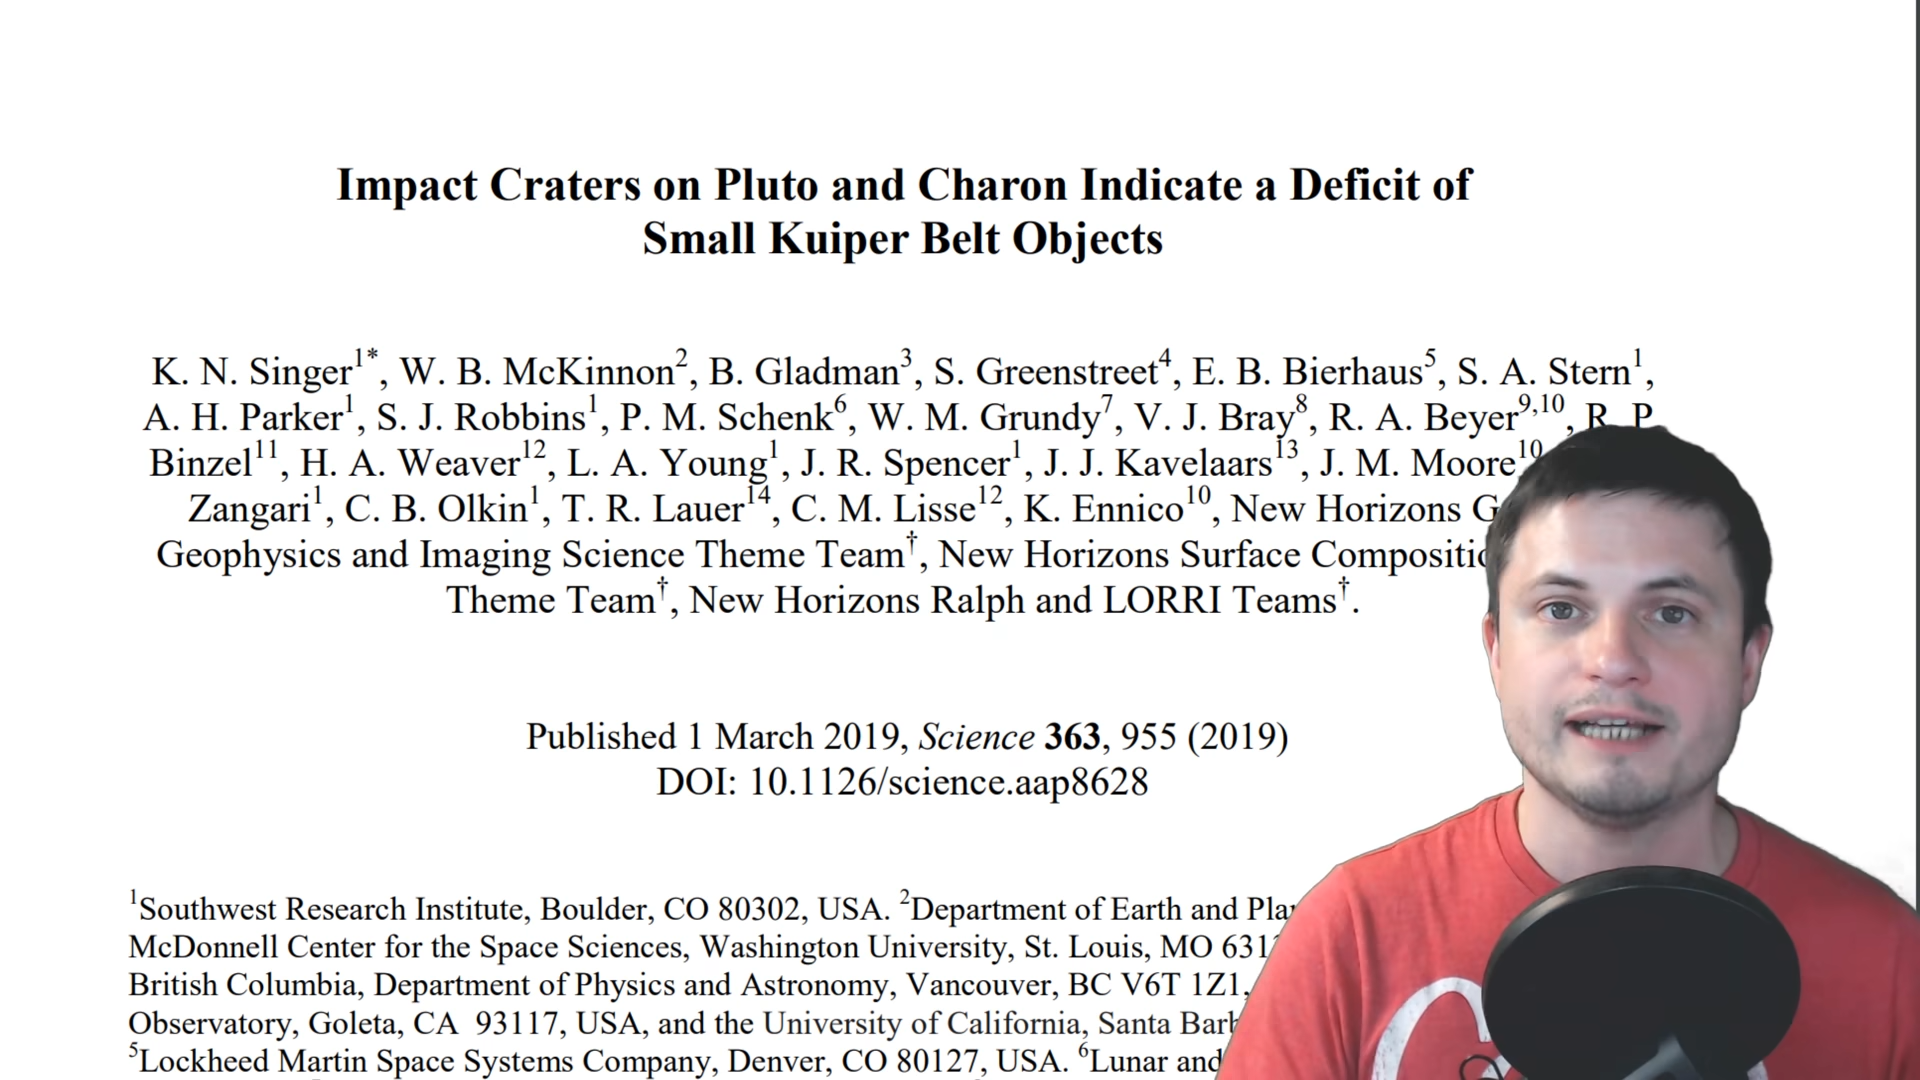 Impact Craters on Pluto and Charon Indicate a Deficit of
Small Kuiper Belt Objects
K. N. Singer1*, W. B. McKinnon2, B. Gladman3, S. Greenstreet4, E. B. Bierhaus5, S. A. Stern1,
A. H. Parker1, S. J. Robbins1, P. M. Schenk6, W. M. Grundy7, V. J. Bray8, R. A. Beyer9,10, R. P.
Binzel11, H. A. Weaver12, L. A. Young1, J. R. Spencer1, J. J. Kavelaars13, J. M. Moore10
Zangari1, C. B. Olkin1, T. R. Lauer14, C. M. Lisse12, K. Ennico10, New Horizons
Geophysics and Imaging Science Theme Team†, New Horizons Surface
Theme Team†, New Horizons Ralph and LORRI Teams†.
Published 1 March 2019, Science 363, 955 (2019)
DOI: 10.1126/science.aap8628
1Southwest Research Institute, Boulder, CO 80302, USA. 2Department of Earth and
McDonnell Center for the Space Sciences, Washington University, St. Louis, MO
British Columbia, Department of Physics and Astronomy, Vancouver, BC V6T 1Z1,
Observatory, Goleta, CA 93117, USA, and the University of California, Santa
5Lockheed Martin Space Systems Company, Denver, CO 80127, USA. 6Lunar and